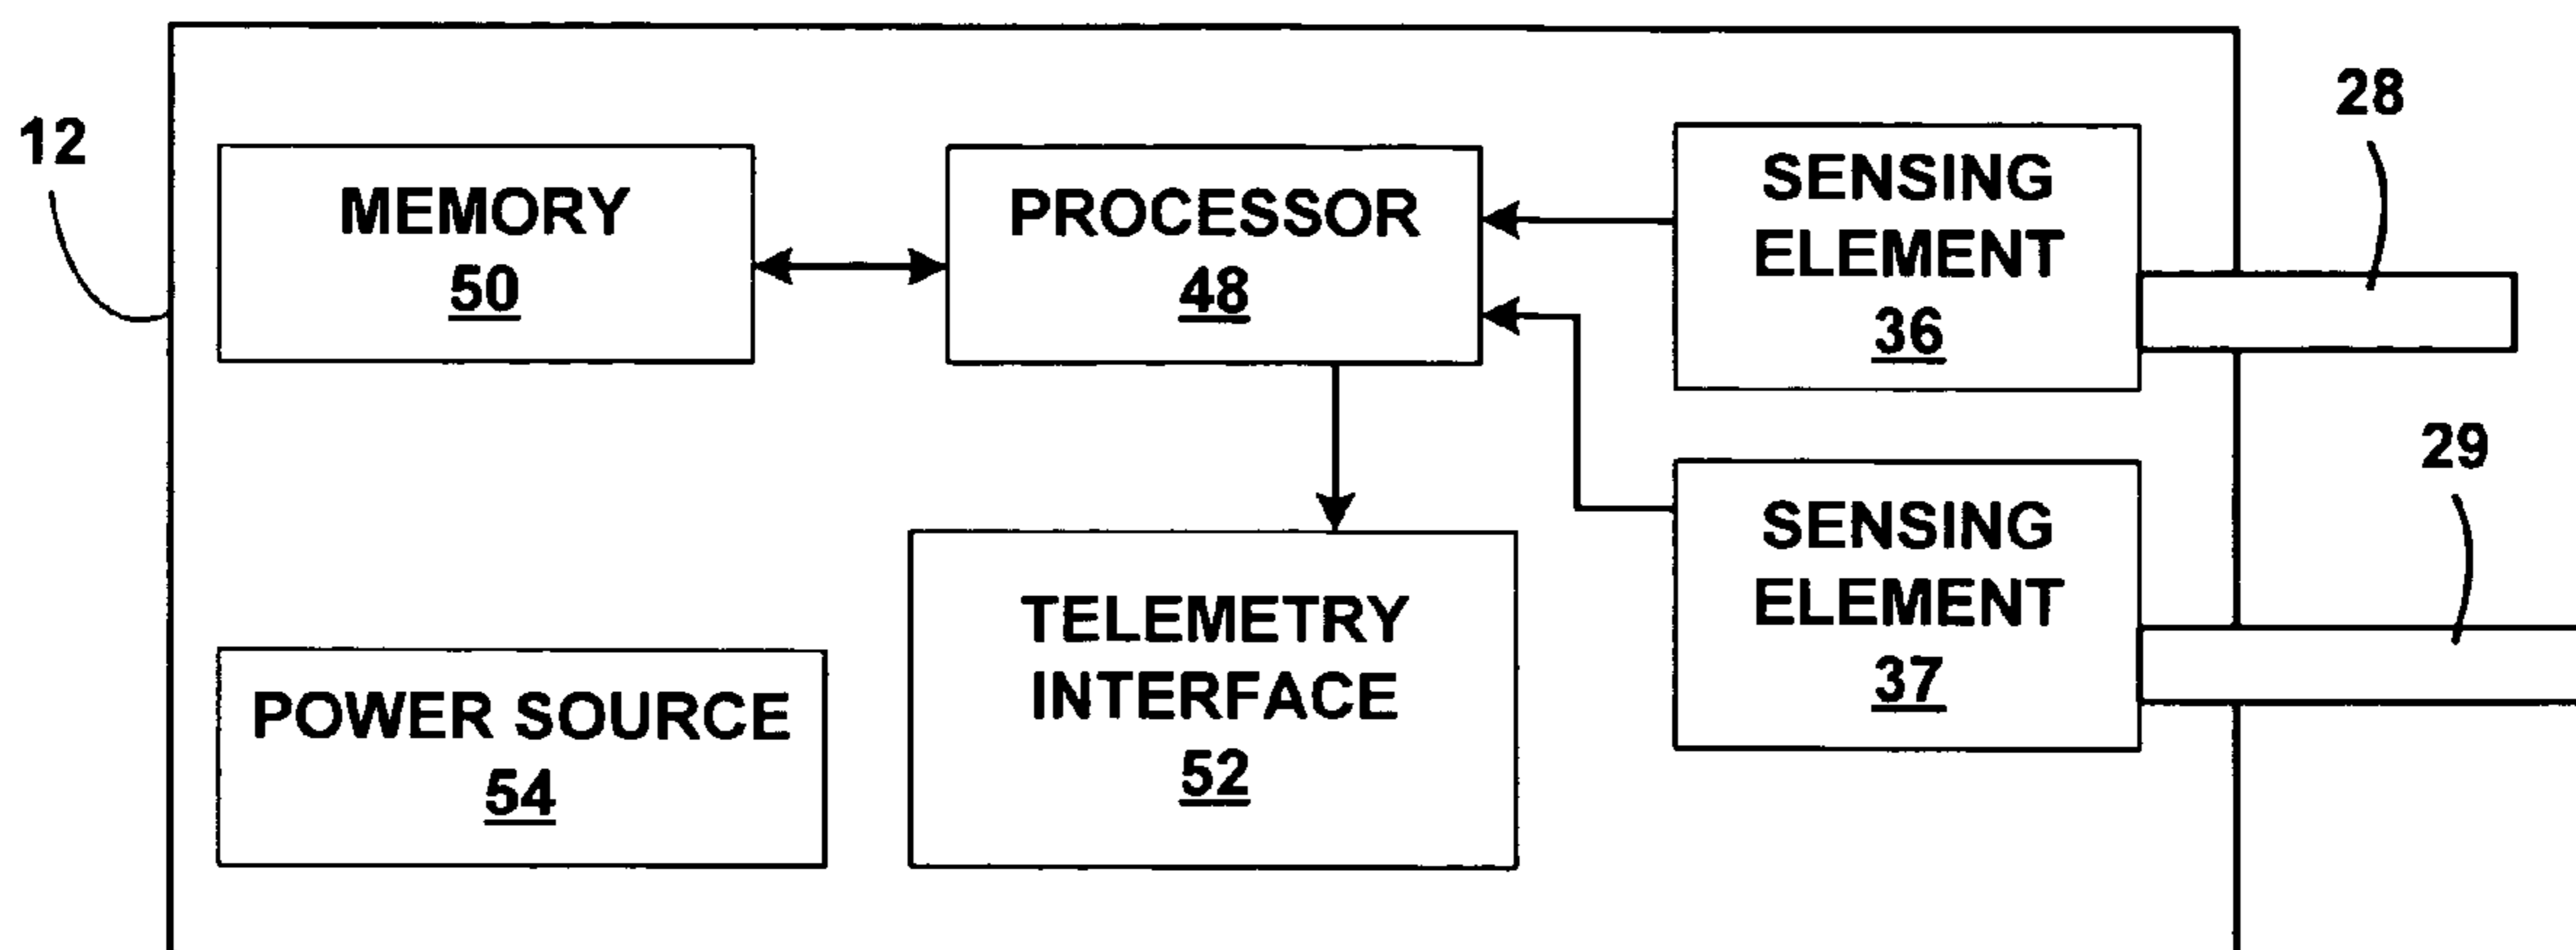 12
MEMORY
50
PROCESSOR
48
SENSING
ELEMENT
36
28
SENSING
ELEMENT
37
29
TELEMETRY
INTERFACE
52
POWER SOURCE
54